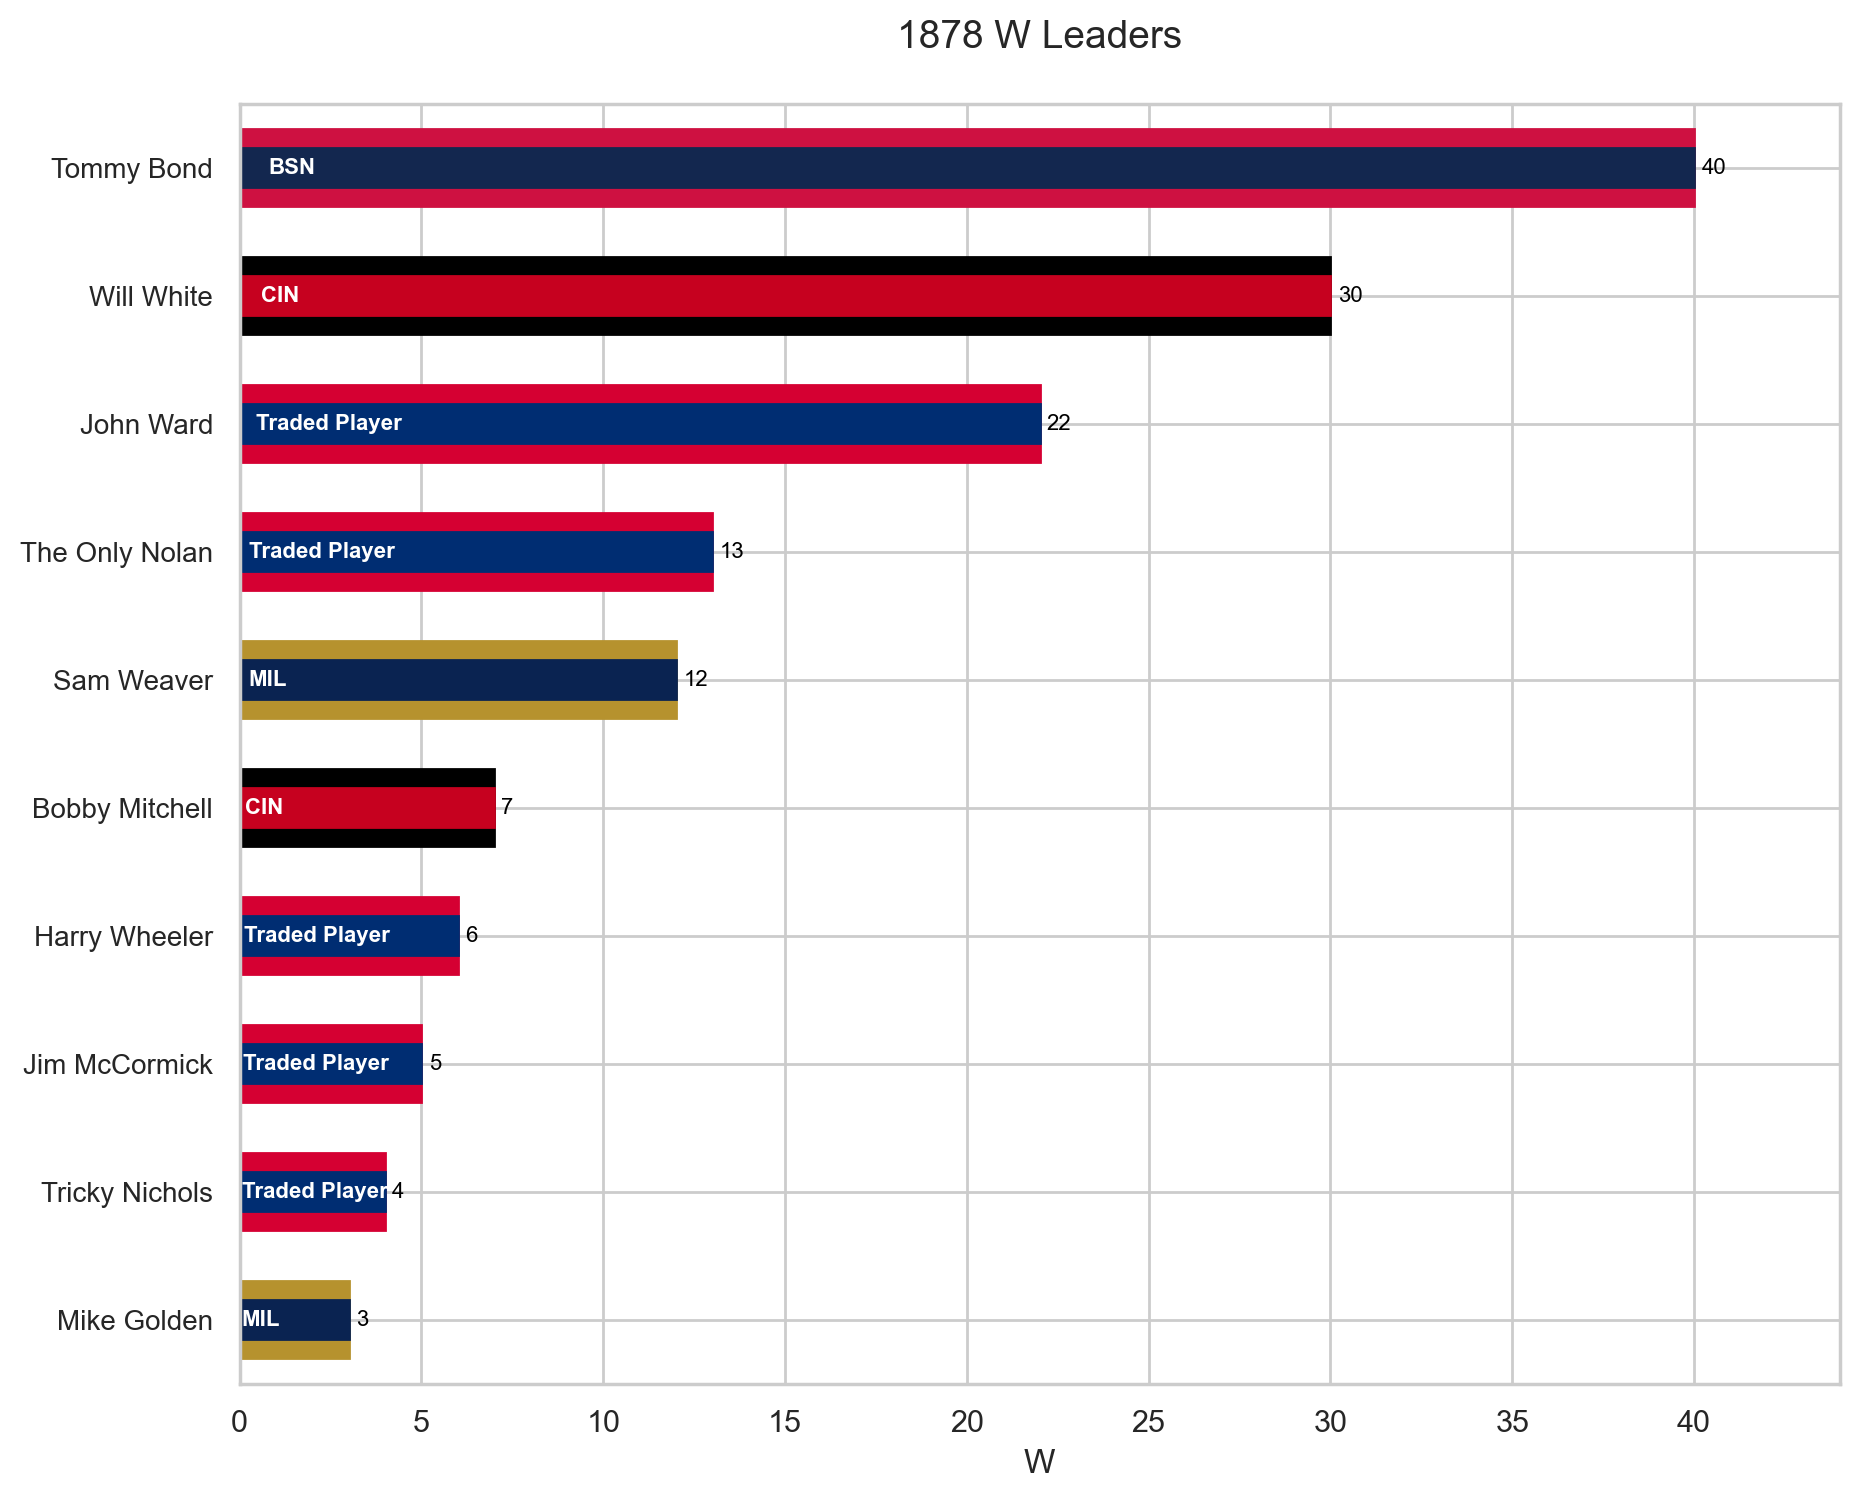 1878 W Leaders
Tommy Bond BSN 40
Will White CIN 30
John Ward Traded Player 22
The Only Nolan Traded Player 13
Sam Weaver MIL 12
Bobby Mitchell CIN 7
Harry Wheeler Traded Player 6
Jim McCormick Traded Player 5
Tricky Nichols Traded Player 4
Mike Golden MIL 3
0 5 10 15 20 25 30 35 40
W